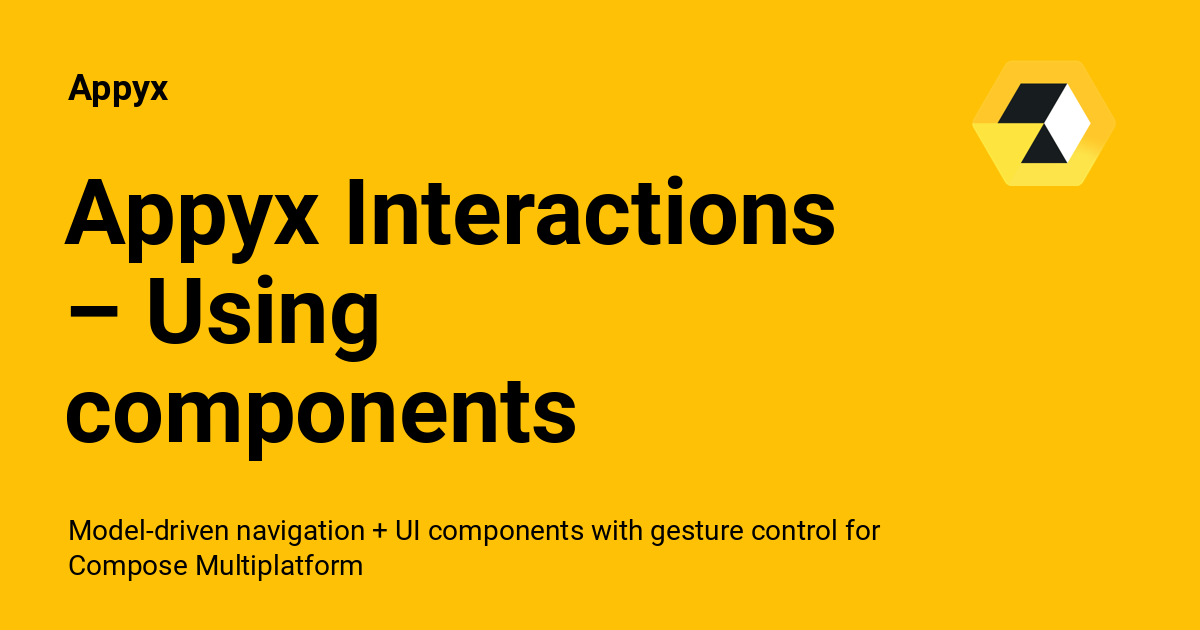 Appyx
Appyx Interactions
– Using
components
Model-driven navigation + UI components with gesture control for
Compose Multiplatform